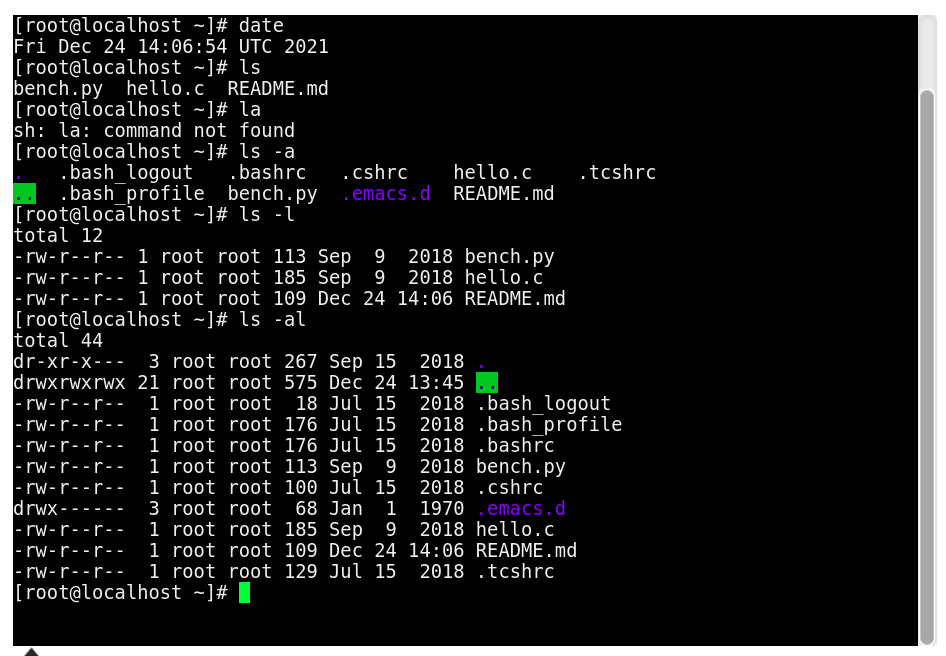 [root@localhost ~]# date
Fri Dec 24 14:06:54 UTC 2021
[root@localhost ~]# ls
bench.py  hello.c  README.md
[root@localhost ~]# la
sh: la: command not found
[root@localhost ~]# ls -a
.   .bash_logout   .bashrc   .cshrc    hello.c    .tcshrc
..  .bash_profile  bench.py  .emacs.d  README.md
[root@localhost ~]# ls -l
total 12
-rw-r--r-- 1 root root 113 Sep  9  2018 bench.py
-rw-r--r-- 1 root root 185 Sep  9  2018 hello.c
-rw-r--r-- 1 root root 109 Dec 24 14:06 README.md
[root@localhost ~]# ls -al
total 44
dr-xr-x---  3 root root 267 Sep 15  2018 .
drwxrwxrwx 21 root root 575 Dec 24 13:45 ..
-rw-r--r--  1 root root  18 Jul 15  2018 .bash_logout
-rw-r--r--  1 root root 176 Jul 15  2018 .bash_profile
-rw-r--r--  1 root root 176 Jul 15  2018 .bashrc
-rw-r--r--  1 root root 113 Sep  9  2018 bench.py
-rw-r--r--  1 root root 100 Jul 15  2018 .cshrc
drwx------  3 root root  68 Jan  1  1970 .emacs.d
-rw-r--r--  1 root root 185 Sep  9  2018 hello.c
-rw-r--r--  1 root root 109 Dec 24 14:06 README.md
-rw-r--r--  1 root root 129 Jul 15  2018 .tcshrc
[root@localhost ~]#